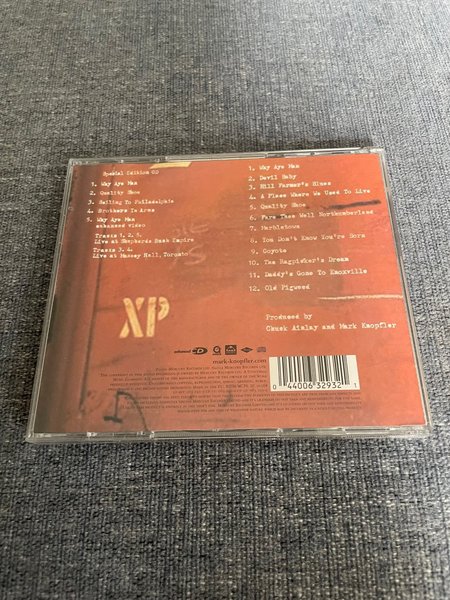 Special Edition CD
1. Why Aye Man
2. Quality Shoe
3. Sailing To Philadelphia
4. Brothers In Arms
5. Why Aye Man
enhanced video
Tracks 1. 2. 5.
Live at Shepherds Bush Empire
Tracks 3. 4.
Live at Massey Hall, Toronto
1. Why Aye Man
2. Devil Baby
3. Hill Farmer's Blues
4. A Place Where We Used To Live
5. Quality Shoe
6. Fare Thee Well Northumberland
7. Marbletown
8. You Don't Know You're Born
9. Coyote
10. The Ragpicker's Dream
11. Daddy's Gone To Knoxville
12. Old Pigweed
XP
Produced by
Chuck Ainlay and Mark Knopfler
enhanced CD
mark-knopfler.com
0 44006 32932 1
D